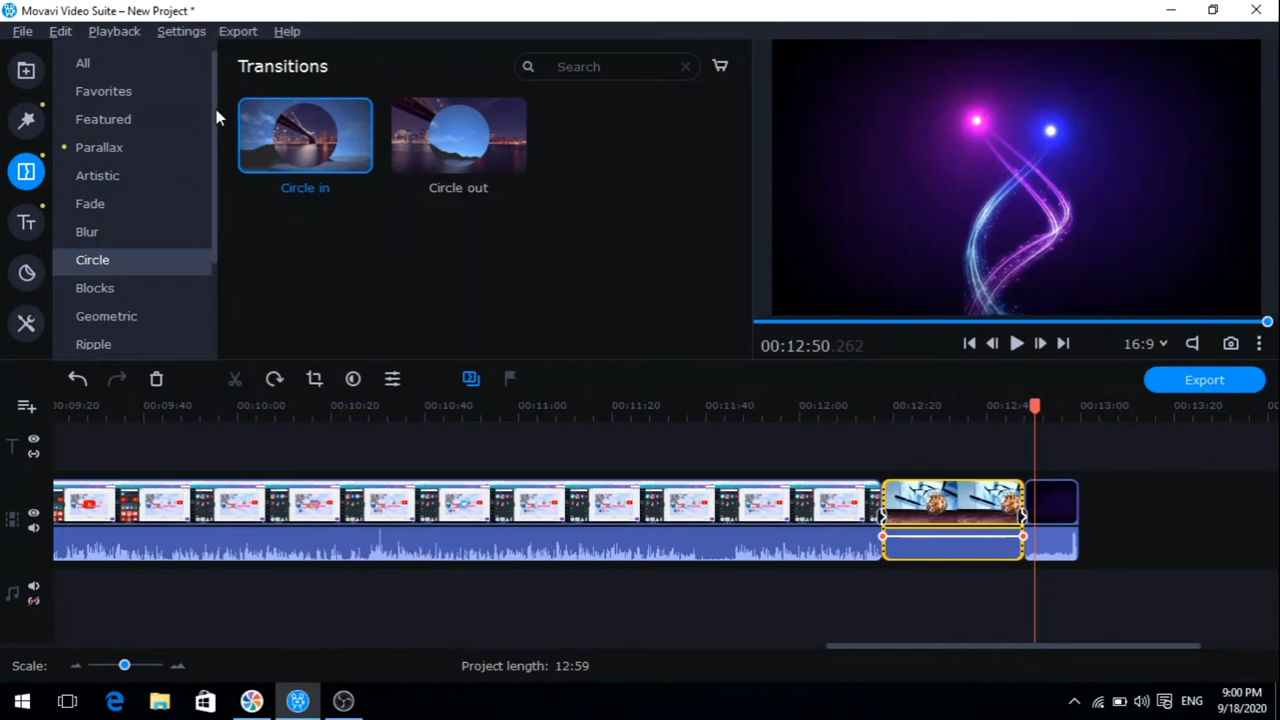 Movavi Video Suite – New Project *
File Edit Playback Settings Export Help
All
Favorites
Featured
Parallax
Artistic
Fade
Blur
Circle
Blocks
Geometric
Ripple
Transitions
Search
Circle in
Circle out
00:12:50.262
16:9
Export
00:09:20 00:09:40 00:10:00 00:10:20 00:10:40 00:11:00 00:11:20 00:11:40 00:12:00 00:12:20 00:12:4 00:13:00 00:13:20 00
Scale:
Project length: 12:59
ENG
9:00 PM
9/18/2020